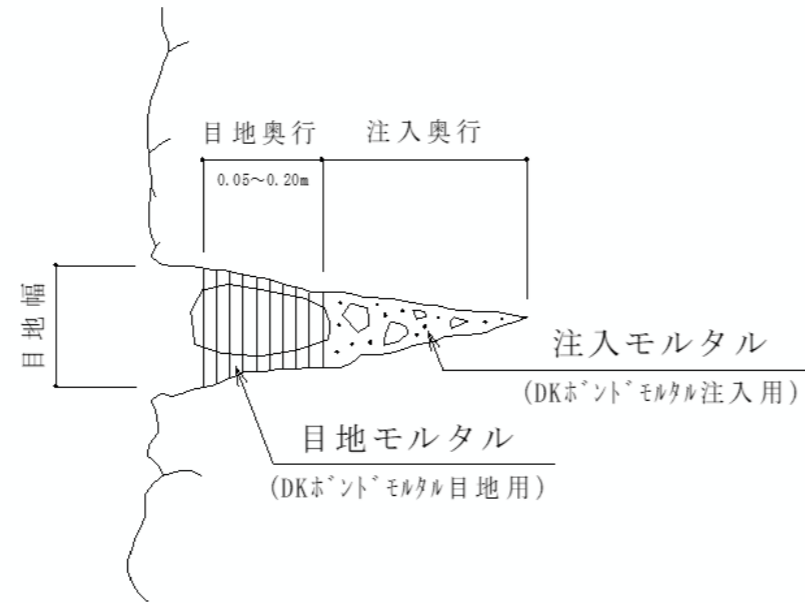 目地奥行
注入奥行
0.05～0.20m
目地幅
注入モルタル
(DKﾎﾞﾝﾄﾞﾓﾙﾀﾙ注入用)
目地モルタル
(DKﾎﾞﾝﾄﾞﾓﾙﾀﾙ目地用)